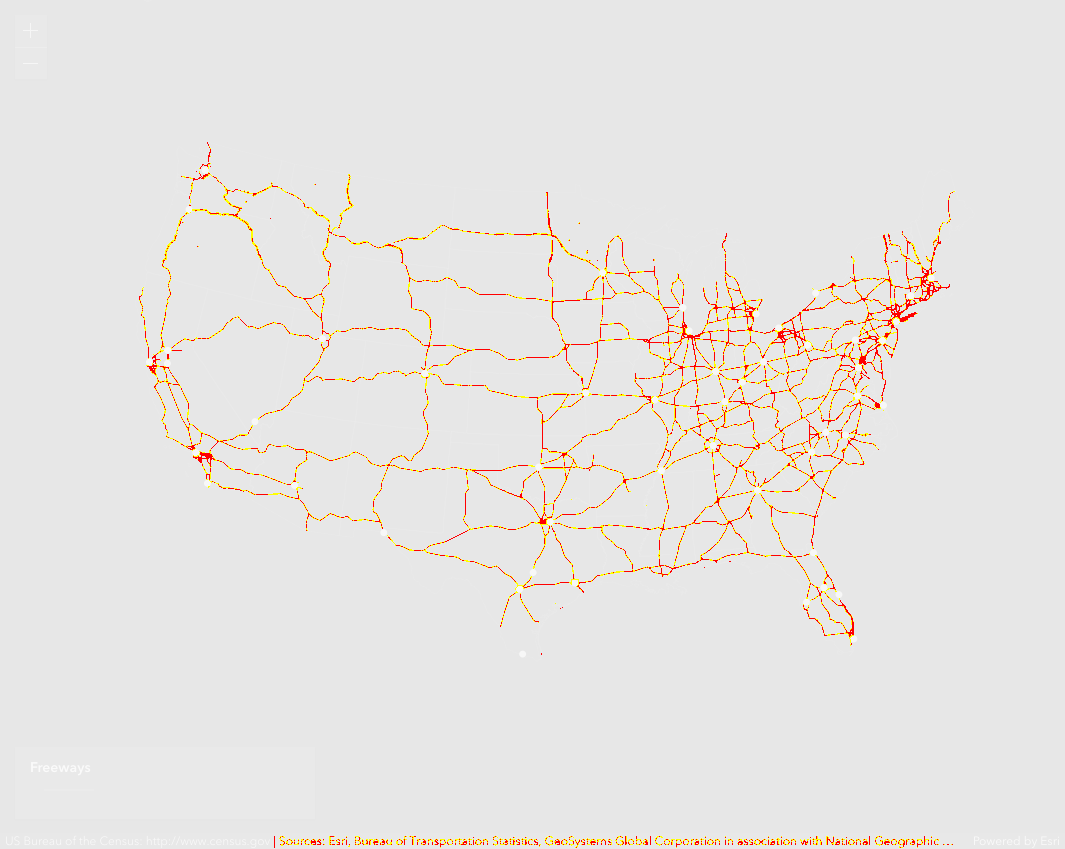 +
−
Freeways
US Bureau of the Census: http://www.census.gov | Sources: Esri, Bureau of Transportation Statistics, GeoSystems Global Corporation in association with National Geographic ... Powered by Esri